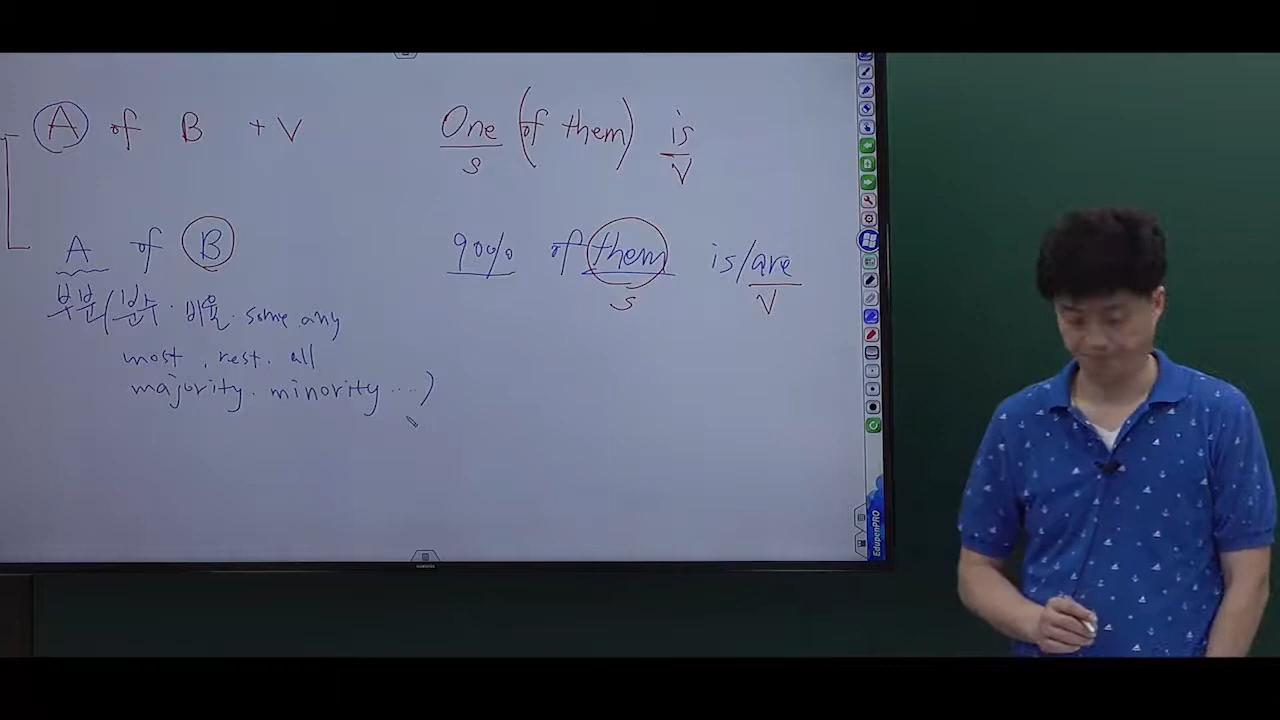 A of B + V
One (of them) is
S V
A of B
90% of them is/are
S V
부분(분수 · 비율 · some any
most , rest . all
majority . minority ....)
EdupenPRO
SAMSUNG